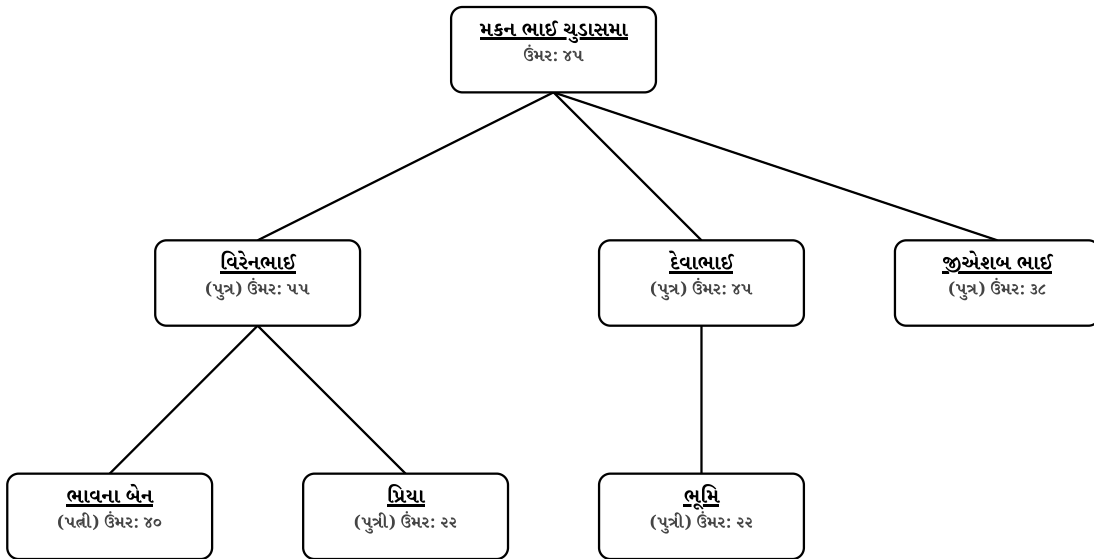 મકન ભાઈ ચુડાસમા
ઉંમર: ૪૫
વિરેનભાઈ
(પુત્ર) ઉંમર: ૫૫
દેવાભાઈ
(પુત્ર) ઉંમર: ૪૫
જીએશબ ભાઈ
(પુત્ર) ઉંમર: ૩૮
ભાવના બેન
(પત્ની) ઉંમર: ૪૦
પ્રિયા
(પુત્રી) ઉંમર: ૨૨
ભૂમિ
(પુત્રી) ઉંમર: ૨૨